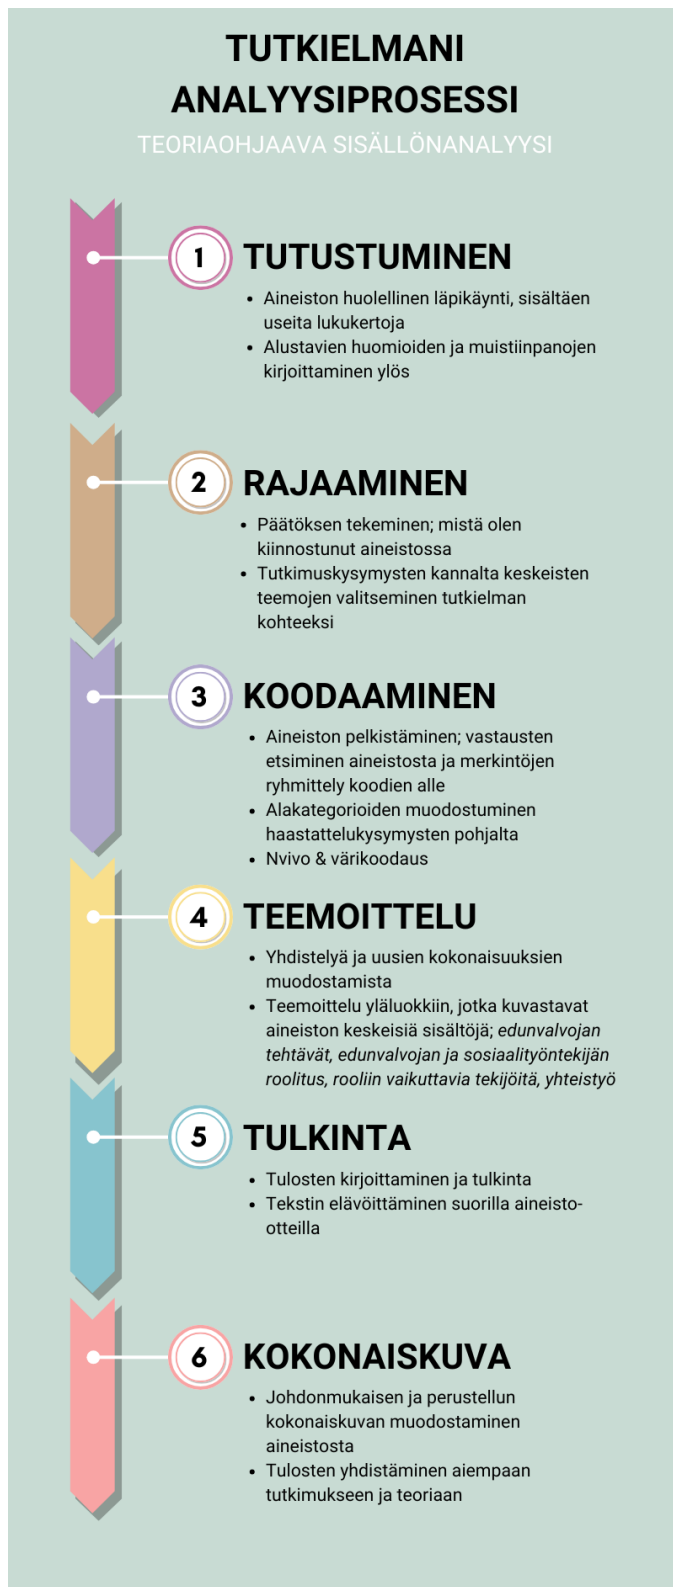 TUTKIELMANI
ANALYYSIPROSESSI
TEORIAOHJAAVA SISÄLLÖNANALYYSI
1 TUTUSTUMINEN
• Aineiston huolellinen läpikäynti, sisältäen
useita lukukertoja
• Alustavien huomioiden ja muistiinpanojen
kirjoittaminen ylös
2 RAJAAMINEN
• Päätöksen tekeminen; mistä olen
kiinnostunut aineistossa
• Tutkimuskysymysten kannalta keskeisten
teemojen valitseminen tutkielman
kohteeksi
3 KOODAAMINEN
• Aineiston pelkistäminen; vastausten
etsiminen aineistosta ja merkintöjen
ryhmittely koodien alle
• Alakategorioiden muodostuminen
haastattelukysymysten pohjalta
• Nvivo & värikoodaus
4 TEEMOITTELU
• Yhdistelyä ja uusien kokonaisuuksien
muodostamista
• Teemoittelu yläluokkiin, jotka kuvastavat
aineiston keskeisiä sisältöjä; edunvalvojan
tehtävät, edunvalvojan ja sosiaalityöntekijän
roolitus, rooliin vaikuttavia tekijöitä, yhteistyö
5 TULKINTA
• Tulosten kirjoittaminen ja tulkinta
• Tekstin elävöittäminen suorilla aineisto-
otteilla
6 KOKONAISKUVA
• Johdonmukaisen ja perustellun
kokonaiskuvan muodostaminen
aineistosta
• Tulosten yhdistäminen aiempaan
tutkimukseen ja teoriaan